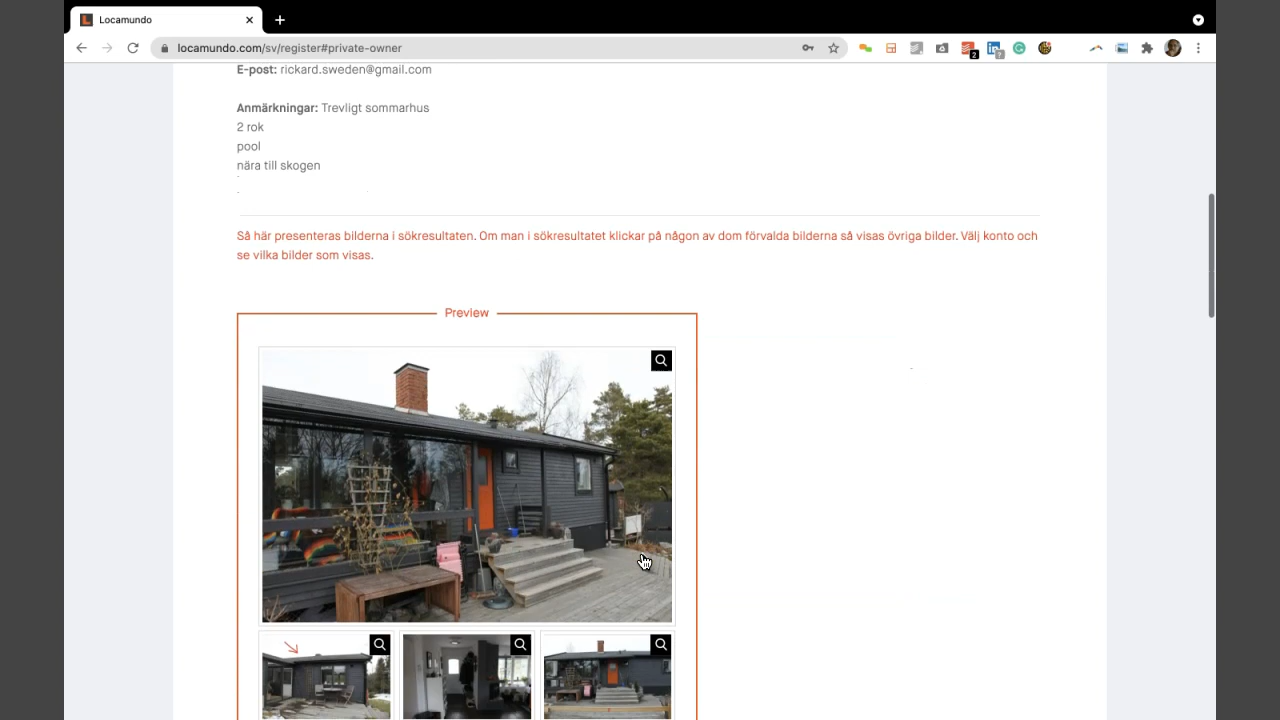 Locamundo
locamundo.com/sv/register#private-owner
2
?
E-post: rickard.sweden@gmail.com
Anmärkningar: Trevligt sommarhus
2 rok
pool
nära till skogen
Så här presenteras bilderna i sökresultaten. Om man i sökresultatet klickar på någon av dom förvalda bilderna så visas övriga bilder. Välj konto och
se vilka bilder som visas.
Preview